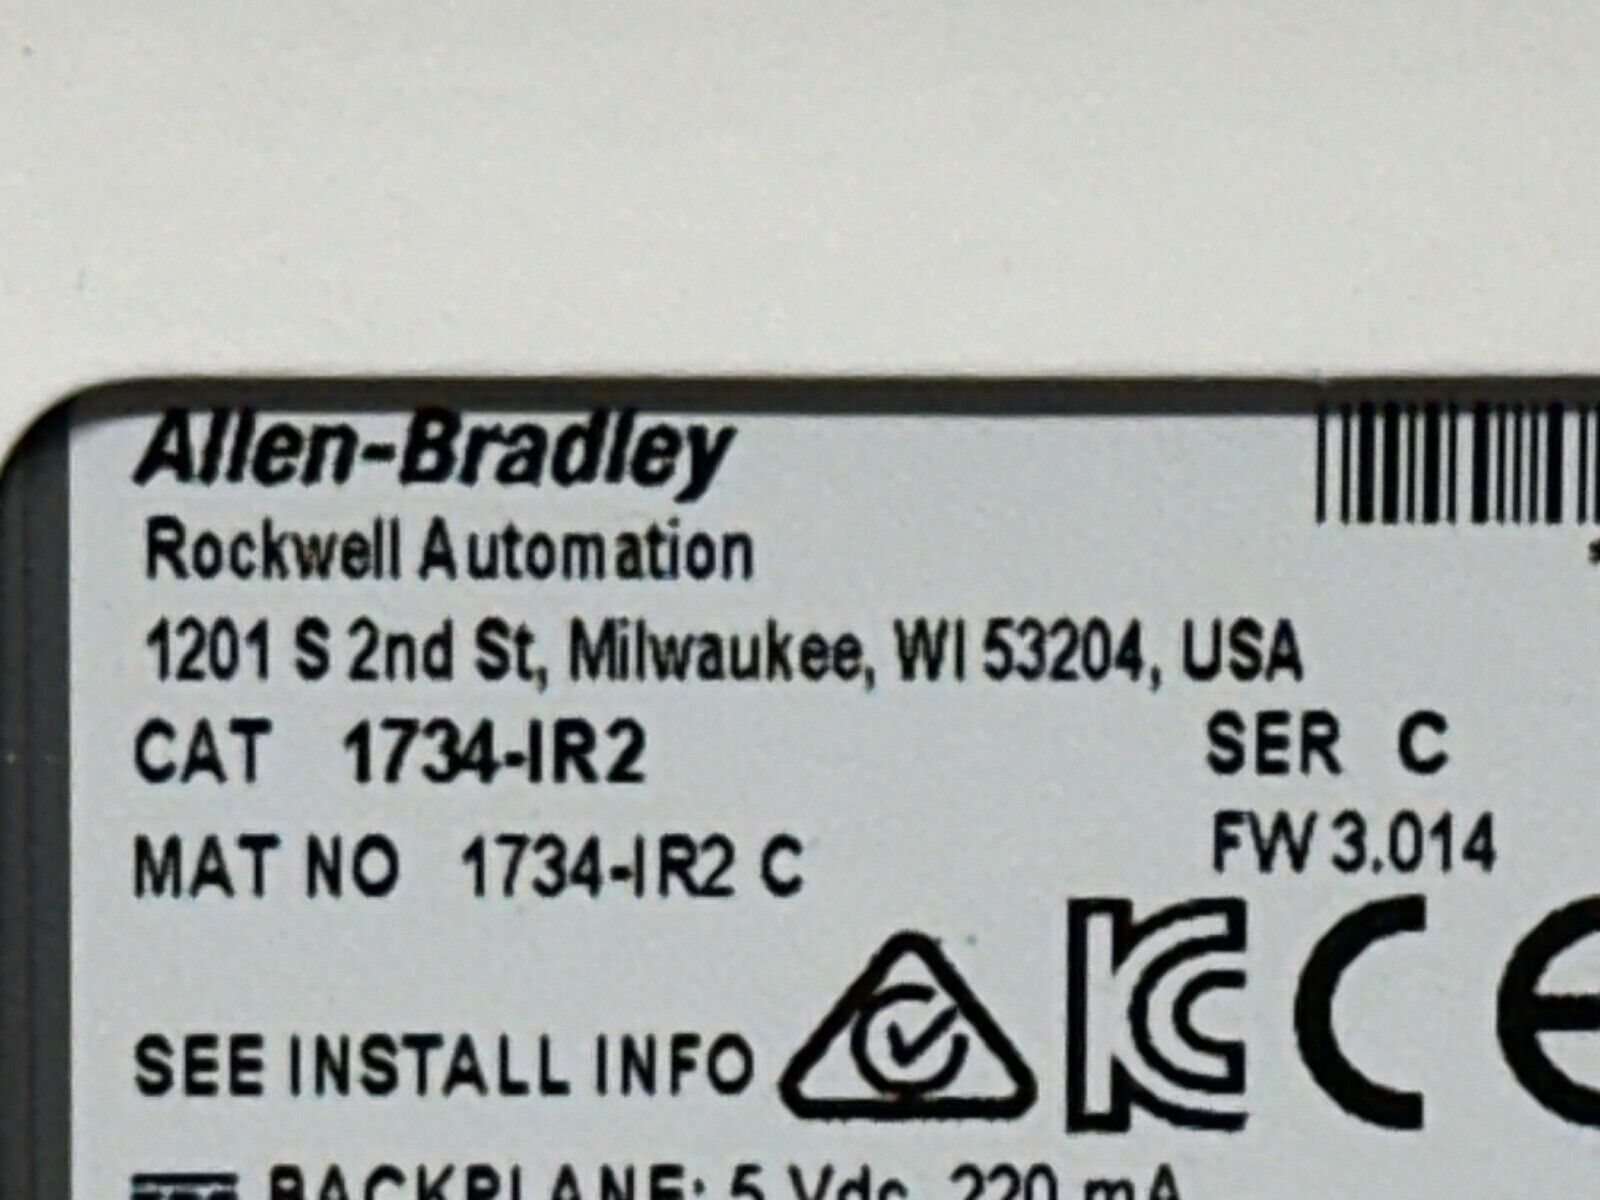 Allen-Bradley
Rockwell Automation
1201 S 2nd St, Milwaukee, WI 53204, USA
CAT 1734-IR2 SER C
MAT NO 1734-IR2 C FW 3.014
SEE INSTALL INFO
BACKPLANE: 5 Vdc, 220 mA